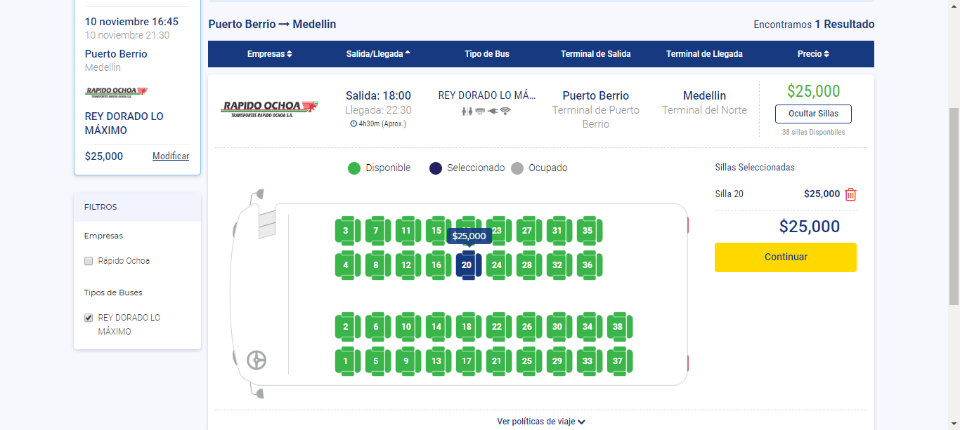 10 noviembre 16:45
10 noviembre 21:30
Puerto Berrio
Medellin
RAPIDO OCHOA
REY DORADO LO
MÁXIMO
$25,000 Modificar
FILTROS
Empresas
Rápido Ochoa
Tipos de Buses
REY DORADO LO
MÁXIMO
Puerto Berrio → Medellin
Encontramos 1 Resultado
Empresas Salida/Llegada Tipo de Bus Terminal de Salida Terminal de Llegada Precio
RAPIDO OCHOA
TRANSPORTES RAPIDO OCHOA S.A.
Salida: 18:00
Llegada: 22:30
4h30m (Aprox.)
REY DORADO LO MÁ...
Puerto Berrio
Terminal de Puerto
Berrio
Medellin
Terminal del Norte
$25,000
Ocultar Sillas
38 sillas Disponibles
Disponible Seleccionado Ocupado
3 7 11 15 23 27 31 35
$25,000
4 8 12 16 20 24 28 32 36
2 6 10 14 18 22 26 30 34 38
1 5 9 13 17 21 25 29 33 37
Sillas Seleccionadas
Silla 20 $25,000
$25,000
Continuar
Ver políticas de viaje